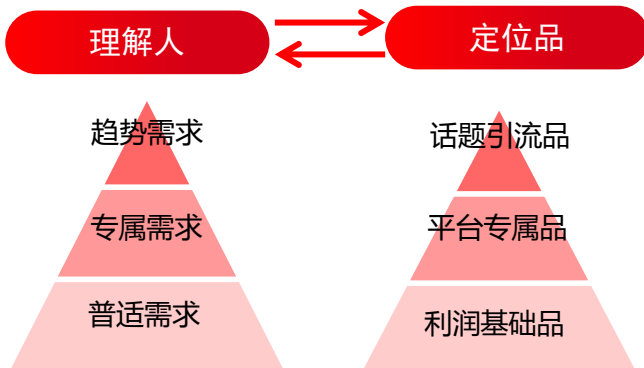 理解人
定位品
趋势需求
专属需求
普适需求
话题引流品
平台专属品
利润基础品